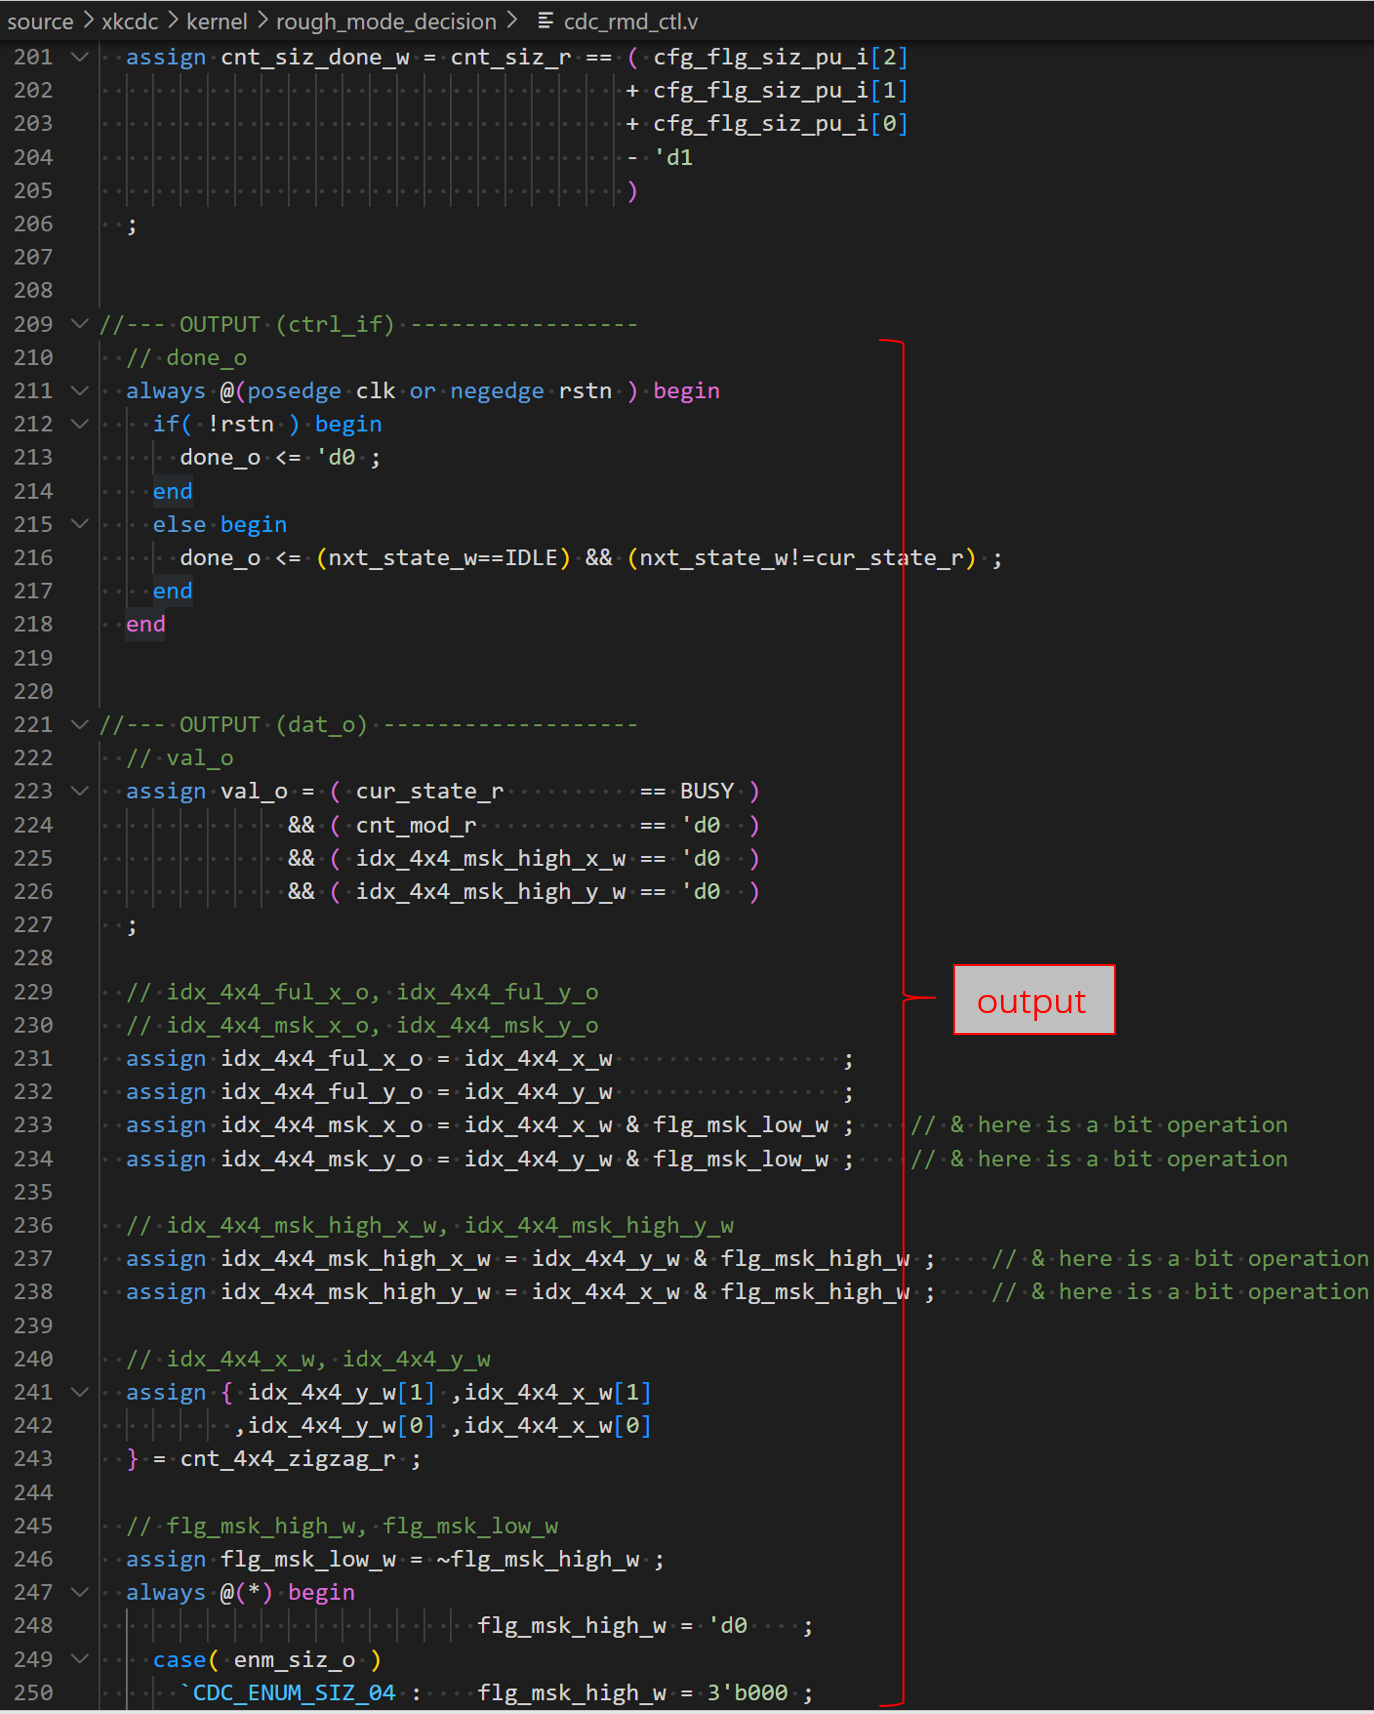 source > xkcdc > kernel > rough_mode_decision > cdc_rmd_ctl.v
201 assign cnt_siz_done_w = cnt_siz_r == ( cfg_flg_siz_pu_i[2]
202 + cfg_flg_siz_pu_i[1]
203 + cfg_flg_siz_pu_i[0]
204 - 'd1
205 )
206 ;
207
208
209 //--- OUTPUT (ctrl_if) -----------------
210 // done_o
211 always @(posedge clk or negedge rstn ) begin
212 if( !rstn ) begin
213 done_o <= 'd0 ;
214 end
215 else begin
216 done_o <= (nxt_state_w==IDLE) && (nxt_state_w!=cur_state_r) ;
217 end
218 end
219
220
221 //--- OUTPUT (dat_o) -------------------
222 // val_o
223 assign val_o = ( cur_state_r == BUSY )
224 && ( cnt_mod_r == 'd0 )
225 && ( idx_4x4_msk_high_x_w == 'd0 )
226 && ( idx_4x4_msk_high_y_w == 'd0 )
227 ;
228
229 // idx_4x4_ful_x_o, idx_4x4_ful_y_o
output
230 // idx_4x4_msk_x_o, idx_4x4_msk_y_o
231 assign idx_4x4_ful_x_o = idx_4x4_x_w ;
232 assign idx_4x4_ful_y_o = idx_4x4_y_w ;
233 assign idx_4x4_msk_x_o = idx_4x4_x_w & flg_msk_low_w ; // & here is a bit operation
234 assign idx_4x4_msk_y_o = idx_4x4_y_w & flg_msk_low_w ; // & here is a bit operation
235
236 // idx_4x4_msk_high_x_w, idx_4x4_msk_high_y_w
237 assign idx_4x4_msk_high_x_w = idx_4x4_y_w & flg_msk_high_w ; // & here is a bit operation
238 assign idx_4x4_msk_high_y_w = idx_4x4_x_w & flg_msk_high_w ; // & here is a bit operation
239
240 // idx_4x4_x_w, idx_4x4_y_w
241 assign { idx_4x4_y_w[1] ,idx_4x4_x_w[1]
242 ,idx_4x4_y_w[0] ,idx_4x4_x_w[0]
243 } = cnt_4x4_zigzag_r ;
244
245 // flg_msk_high_w, flg_msk_low_w
246 assign flg_msk_low_w = ~flg_msk_high_w ;
247 always @(*) begin
248 flg_msk_high_w = 'd0 ;
249 case( enm_siz_o )
250 `CDC_ENUM_SIZ_04 : flg_msk_high_w = 3'b000 ;